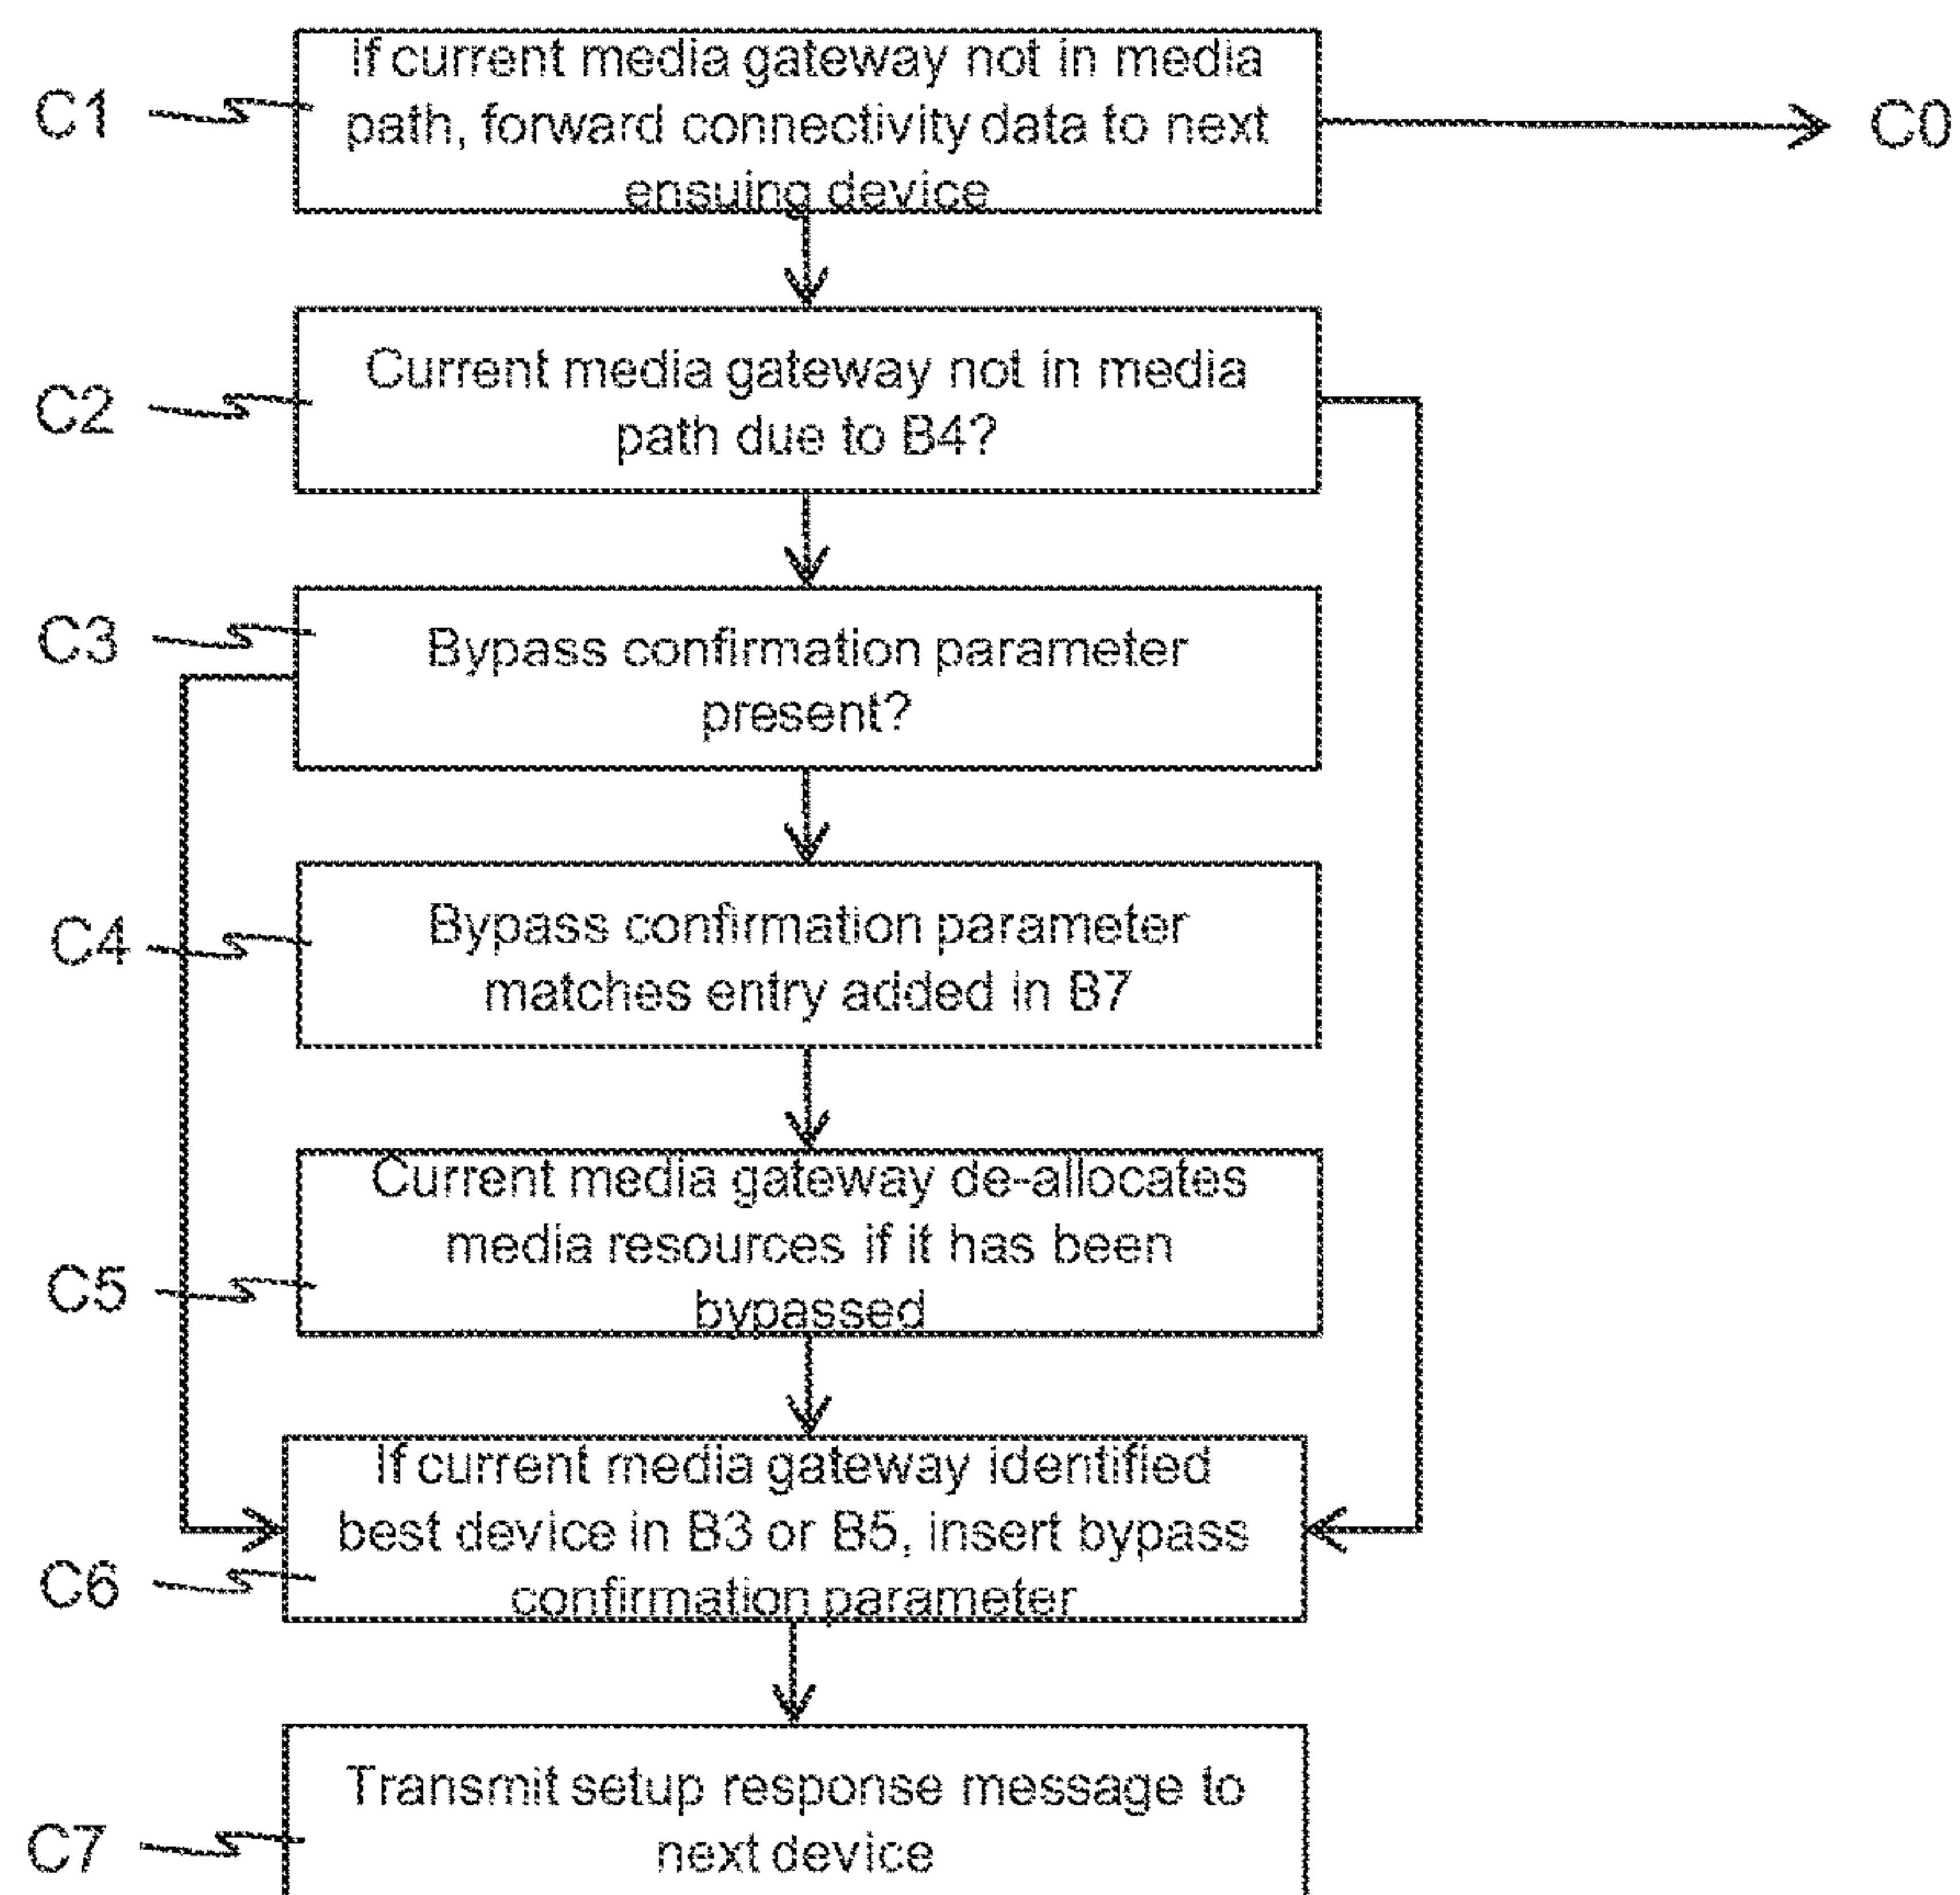 If current media gateway not in media
path, forward connectivity data to next
ensuing device
C1
C0
Current media gateway not in media
path due to B4?
C2
Bypass confirmation parameter
present?
C3
Bypass confirmation parameter
matches entry added in B7
C4
Current media gateway de-allocates
media resources if it has been
bypassed
C5
If current media gateway identified
best device in B3 or B5, insert bypass
confirmation parameter
C6
Transmit setup response message to
next device
C7